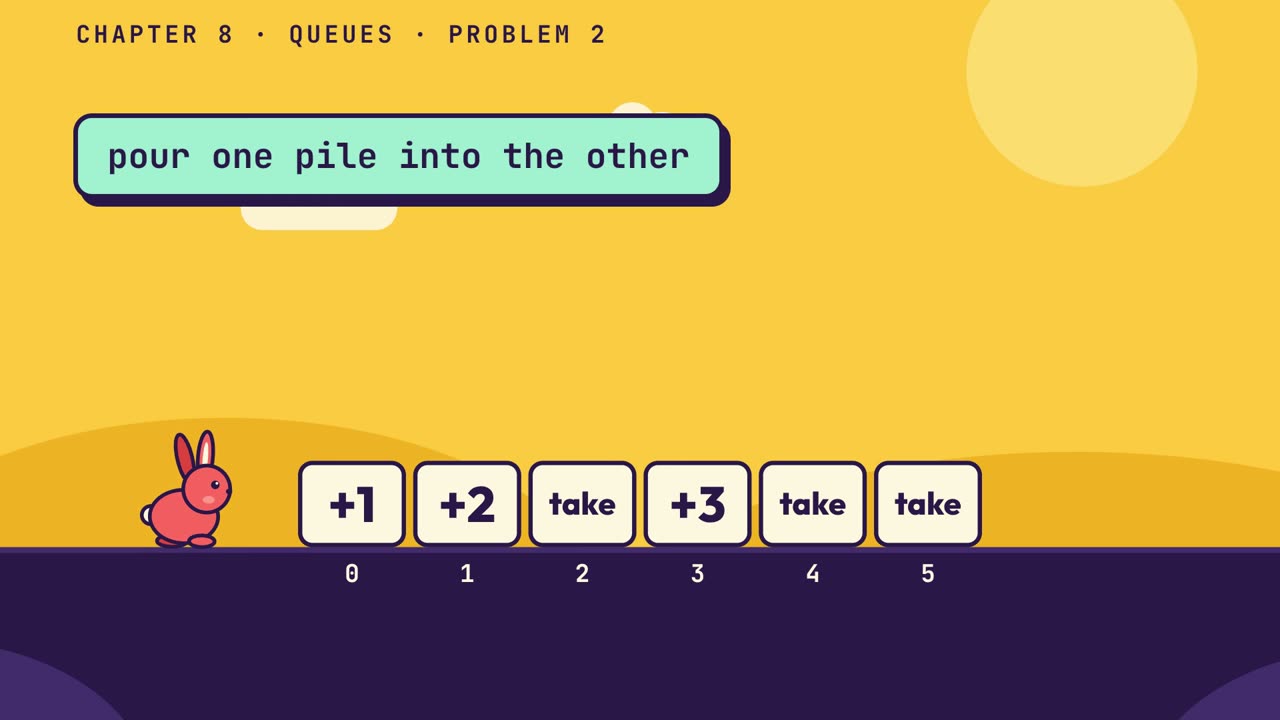 CHAPTER 8 · QUEUES · PROBLEM 2
pour one pile into the other
+1 +2 take +3 take take
0 1 2 3 4 5